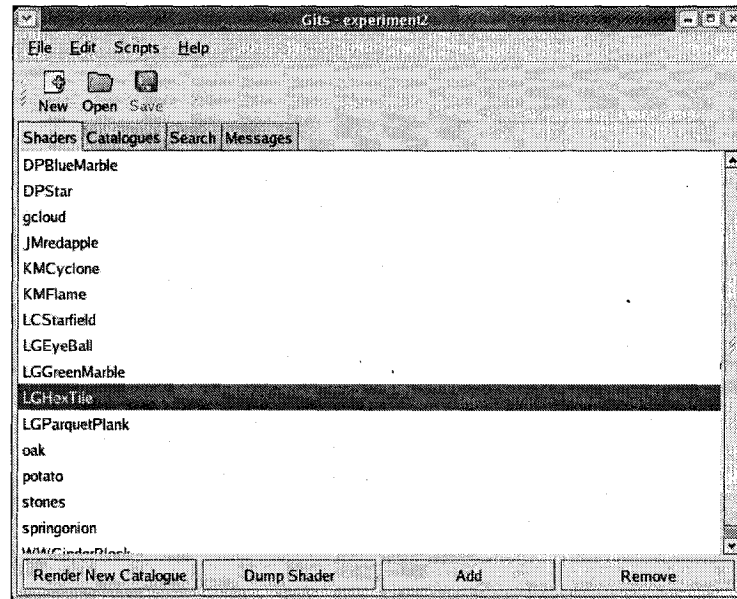 Gits - experiment2
File Edit Scripts Help
New Open Save
Shaders Catalogues Search Messages
DPBlueMarble
DPStar
gcloud
JMredapple
KMCyclone
KMFlame
LCStarfield
LGEyeBall
LGGreenMarble
LGHexTile
LGParquetPlank
oak
potato
stones
springonion
Render New Catalogue Dump Shader Add Remove